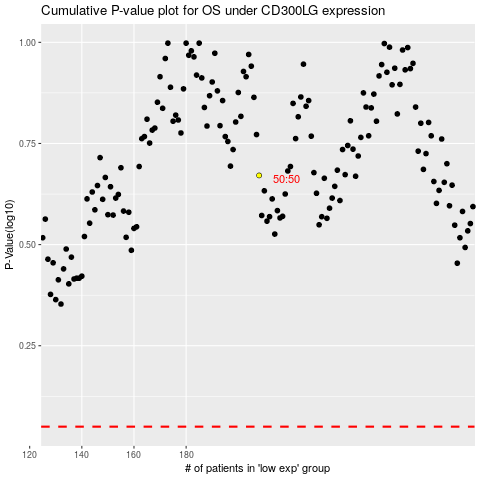 Cumulative P-value plot for OS under CD300LG expression
P-Value(log10)
1.00
0.75
0.50
0.25
50:50
120 140 160 180
# of patients in 'low exp' group